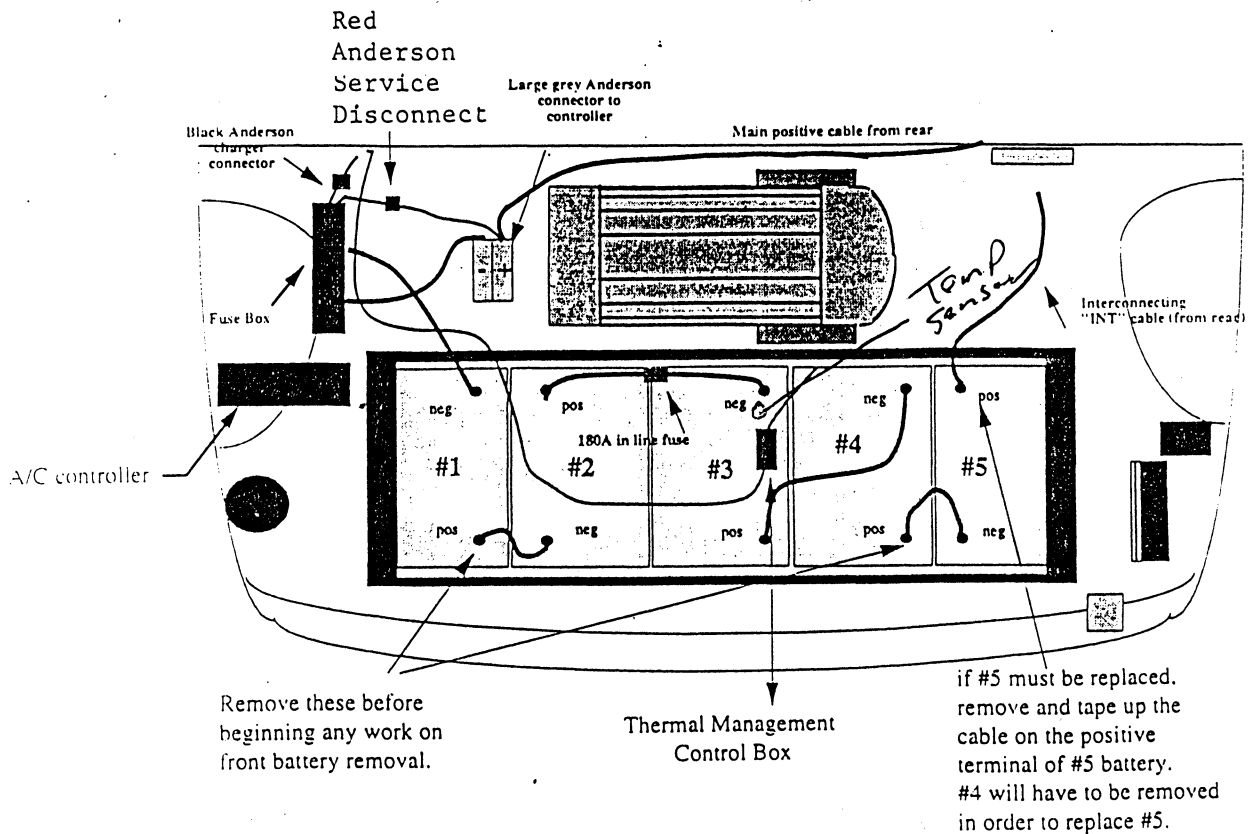 Red
Anderson
Service
Disconnect
Large grey Anderson
connector to
controller
Black Anderson
charger
connector
Main positive cable from rear
- +
Temp
Sensor
Fuse Box
Interconnecting
"INT" cable (from rear)
neg
pos
neg
neg
pos
180A in line fuse
A/C controller
#1
#2
#3
#4
#5
pos
neg
pos
pos
neg
Remove these before
beginning any work on
front battery removal.
Thermal Management
Control Box
if #5 must be replaced.
remove and tape up the
cable on the positive
terminal of #5 battery.
#4 will have to be removed
in order to replace #5.